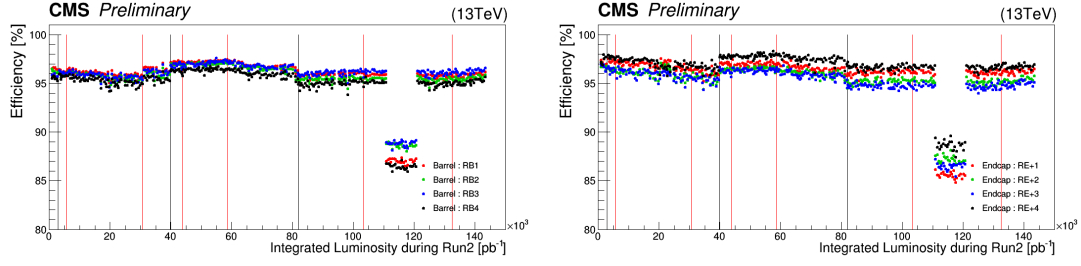 CMS Preliminary (13TeV)
Efficiency [%]
100
95
90
85
80
Barrel : RB1
Barrel : RB2
Barrel : RB3
Barrel : RB4
×10³
0 20 40 60 80 100 120 140
Integrated Luminosity during Run2 [pb⁻¹]
CMS Preliminary (13TeV)
Efficiency [%]
100
95
90
85
80
Endcap : RE+1
Endcap : RE+2
Endcap : RE+3
Endcap : RE+4
×10³
0 20 40 60 80 100 120 140
Integrated Luminosity during Run2 [pb⁻¹]